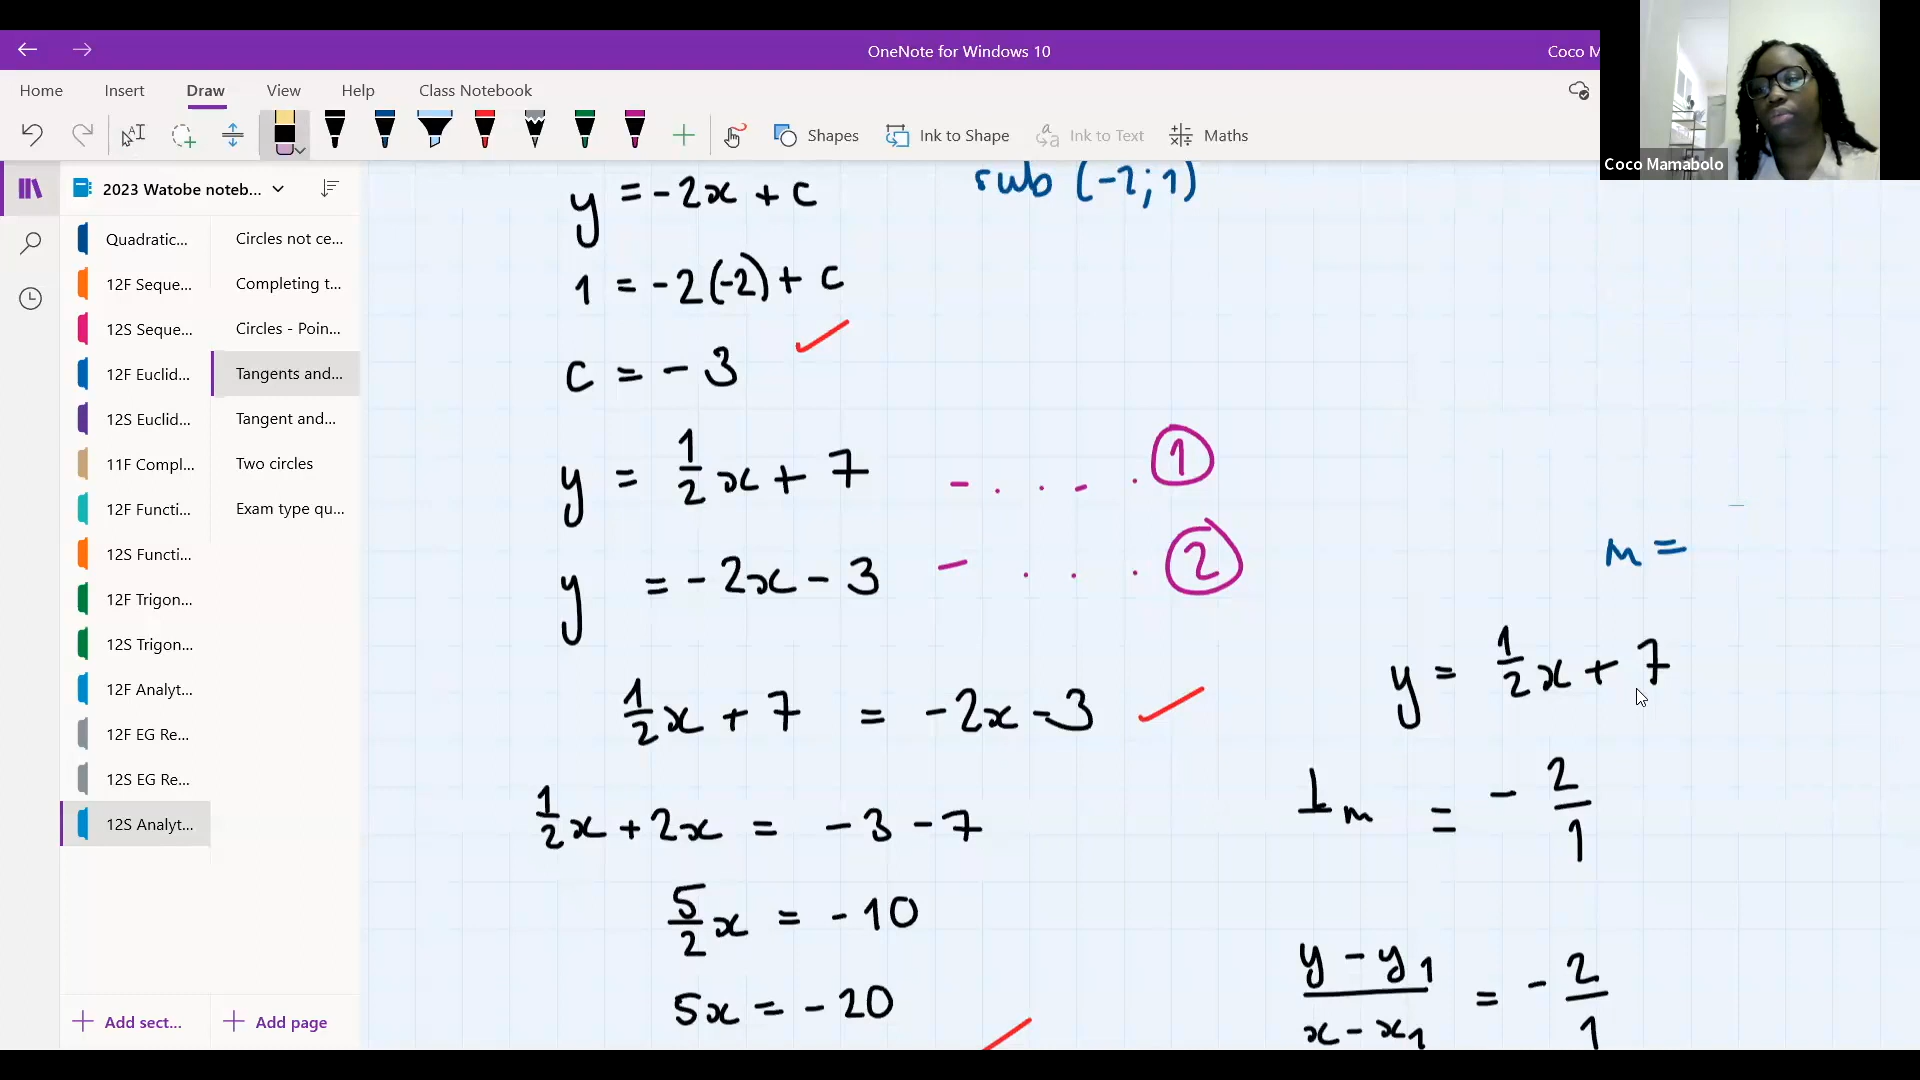 OneNote for Windows 10
Coco M
Home Insert Draw View Help Class Notebook
Shapes Ink to Shape Ink to Text Maths
Coco Mamabolo
2023 Watobe noteb...
Quadratic...
12F Seque...
12S Seque...
12F Euclid...
12S Euclid...
11F Compl...
12F Functi...
12S Functi...
12F Trigon...
12S Trigon...
12F Analyt...
12F EG Re...
12S EG Re...
12S Analyt...
Add sect...
Circles not ce...
Completing t...
Circles - Poin...
Tangents and...
Tangent and...
Two circles
Exam type qu...
Add page
y = -2x + c
sub (-2;1)
1 = -2(-2) + c
c = -3
y = 1/2 x + 7 - . . - . ①
y = -2x - 3 - . . . ②
1/2 x + 7 = -2x - 3
1/2 x + 2x = -3 - 7
5/2 x = -10
5x = -20
m =
y = 1/2 x + 7
⊥m = - 2/1
y - y₁ / x - x₁ = - 2/1